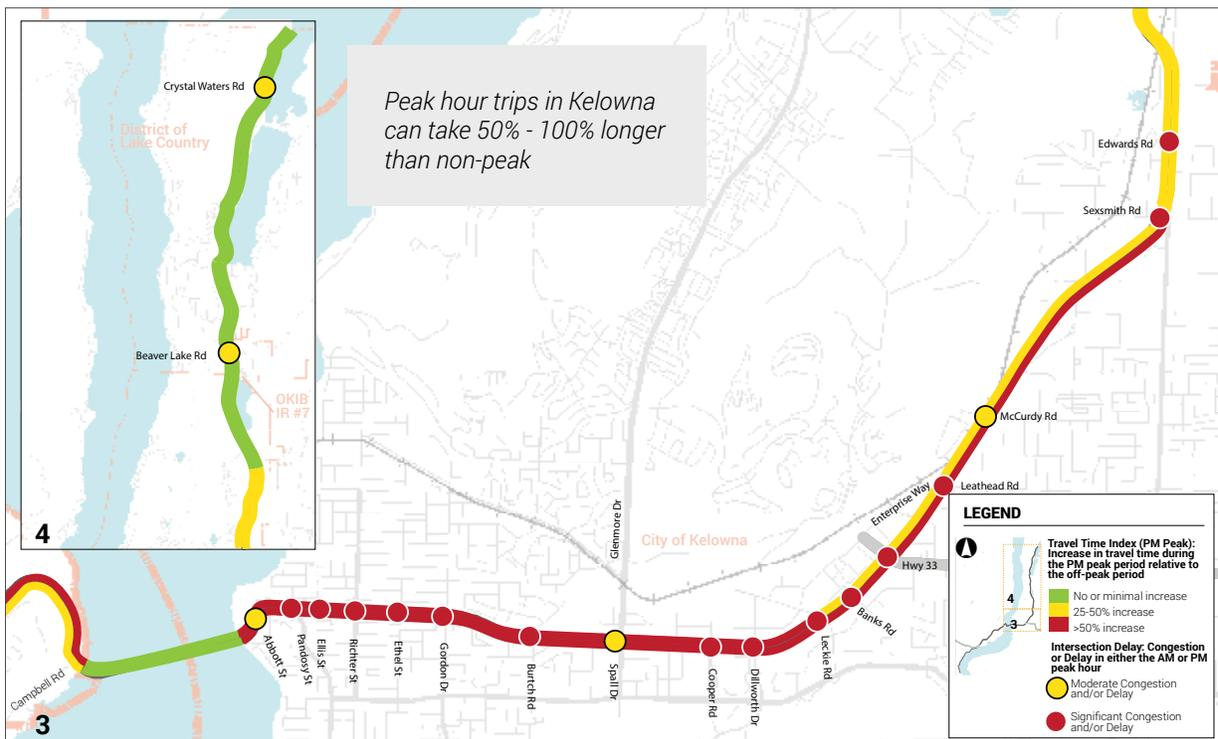 Crystal Waters Rd
District of
Lake Country
Beaver Lake Rd
OKIB
IR #7
4
Peak hour trips in Kelowna
can take 50% - 100% longer
than non-peak
Edwards Rd
Sexsmith Rd
McCurdy Rd
Leathead Rd
Enterprise Way
Hwy 33
Glenmore Dr
City of Kelowna
Banks Rd
Leckie Rd
Dillworth Dr
Cooper Rd
Spall Dr
Burtch Rd
Gordon Dr
Ethel St
Richter St
Ellis St
Pandosy St
Abbott St
Campbell Rd
3
LEGEND
4
3
Travel Time Index (PM Peak):
Increase in travel time during
the PM peak period relative to
the off-peak period
No or minimal increase
25-50% increase
>50% increase
Intersection Delay: Congestion
or Delay in either the AM or PM
peak hour
Moderate Congestion
and/or Delay
Significant Congestion
and/or Delay